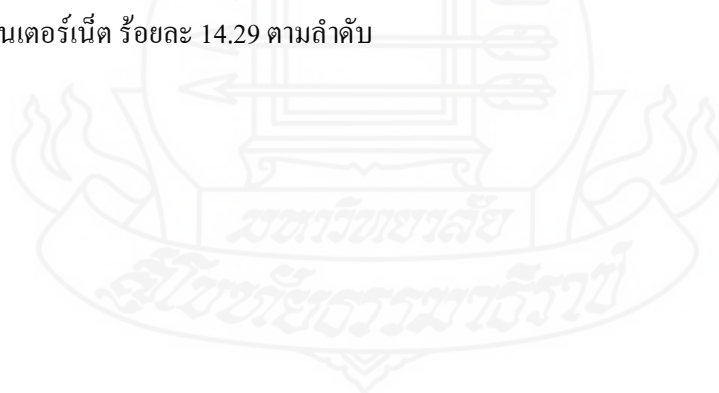 นเตอร์เน็ต ร้อยละ 14.29 ตามลำดับ
มหาวิทยาลัย
สุโขทัยธรรมาธิราช